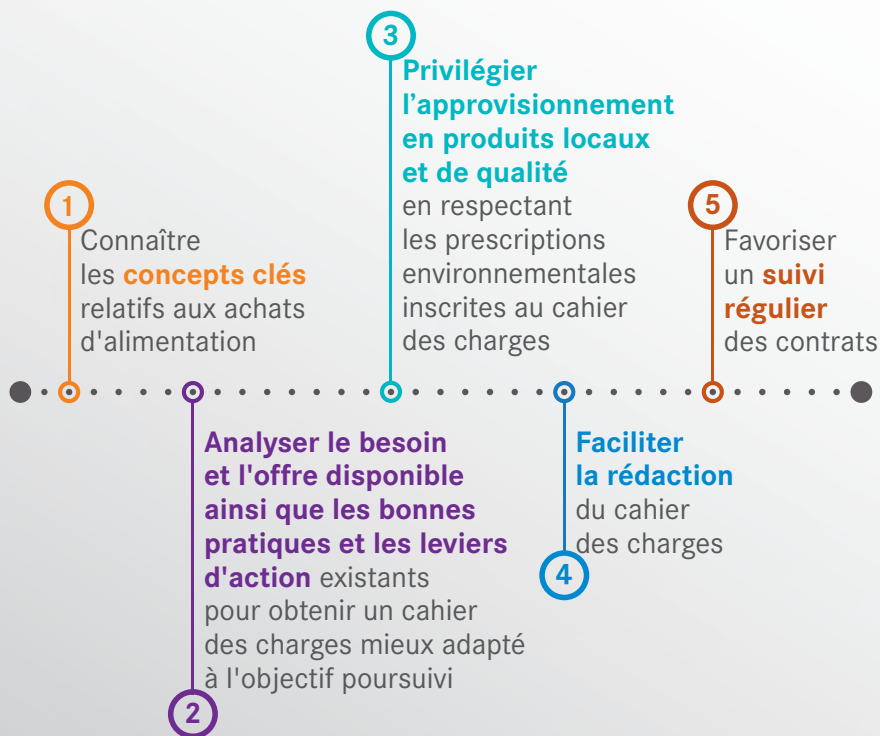 1
Connaître
les concepts clés
relatifs aux achats
d'alimentation
2
Analyser le besoin
et l'offre disponible
ainsi que les bonnes
pratiques et les leviers
d'action existants
pour obtenir un cahier
des charges mieux adapté
à l'objectif poursuivi
3
Privilégier
l’approvisionnement
en produits locaux
et de qualité
en respectant
les prescriptions
environnementales
inscrites au cahier
des charges
4
Faciliter
la rédaction
du cahier
des charges
5
Favoriser
un suivi
régulier
des contrats